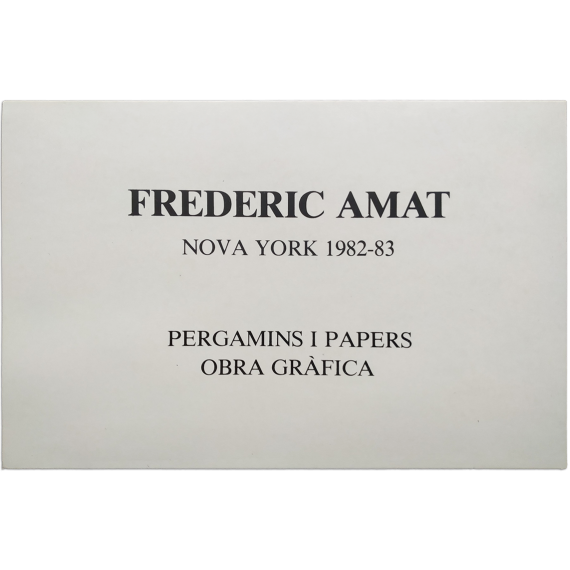 FREDERIC AMAT
NOVA YORK 1982-83
PERGAMINS I PAPERS
OBRA GRÀFICA